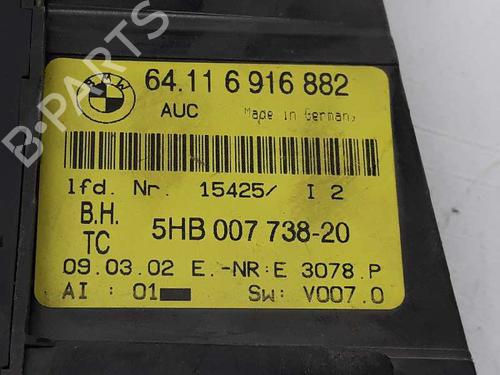 BMW
64.11 6 916 882
AUC Made in Germany
lfd. Nr. 15425/ I 2
B.H.
TC
5HB 007 738-20
09.03.02 E.-NR:E 3078.P
AI : 01 Sw: V007.0
B-PARTS